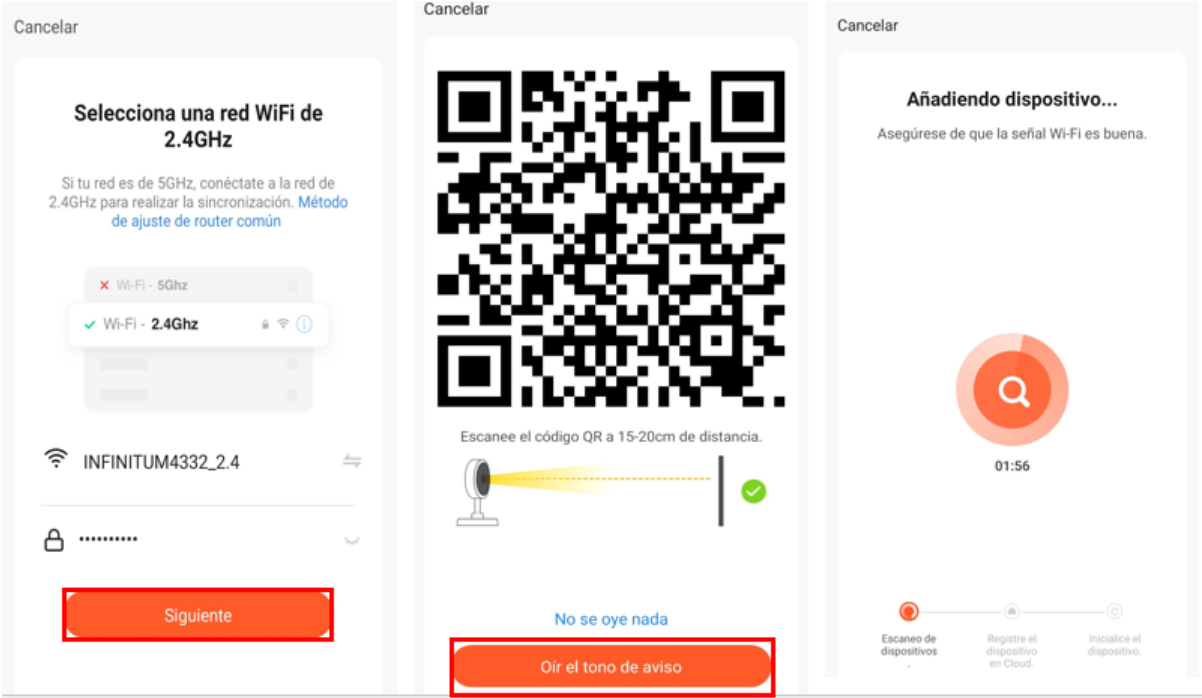 Cancelar
Selecciona una red WiFi de
2.4GHz
Si tu red es de 5GHz, conéctate a la red de
2.4GHz para realizar la sincronización. Método
de ajuste de router común
Wi-Fi - 5Ghz
Wi-Fi - 2.4Ghz
INFINITUM4332_2.4
••••••••••
Siguiente
Cancelar
Escanee el código QR a 15-20cm de distancia.
No se oye nada
Oír el tono de aviso
Cancelar
Añadiendo dispositivo...
Asegúrese de que la señal Wi-Fi es buena.
01:56
Escaneo de
dispositivos
.
Registre el
dispositivo
en Cloud.
Inicialice el
dispositivo.